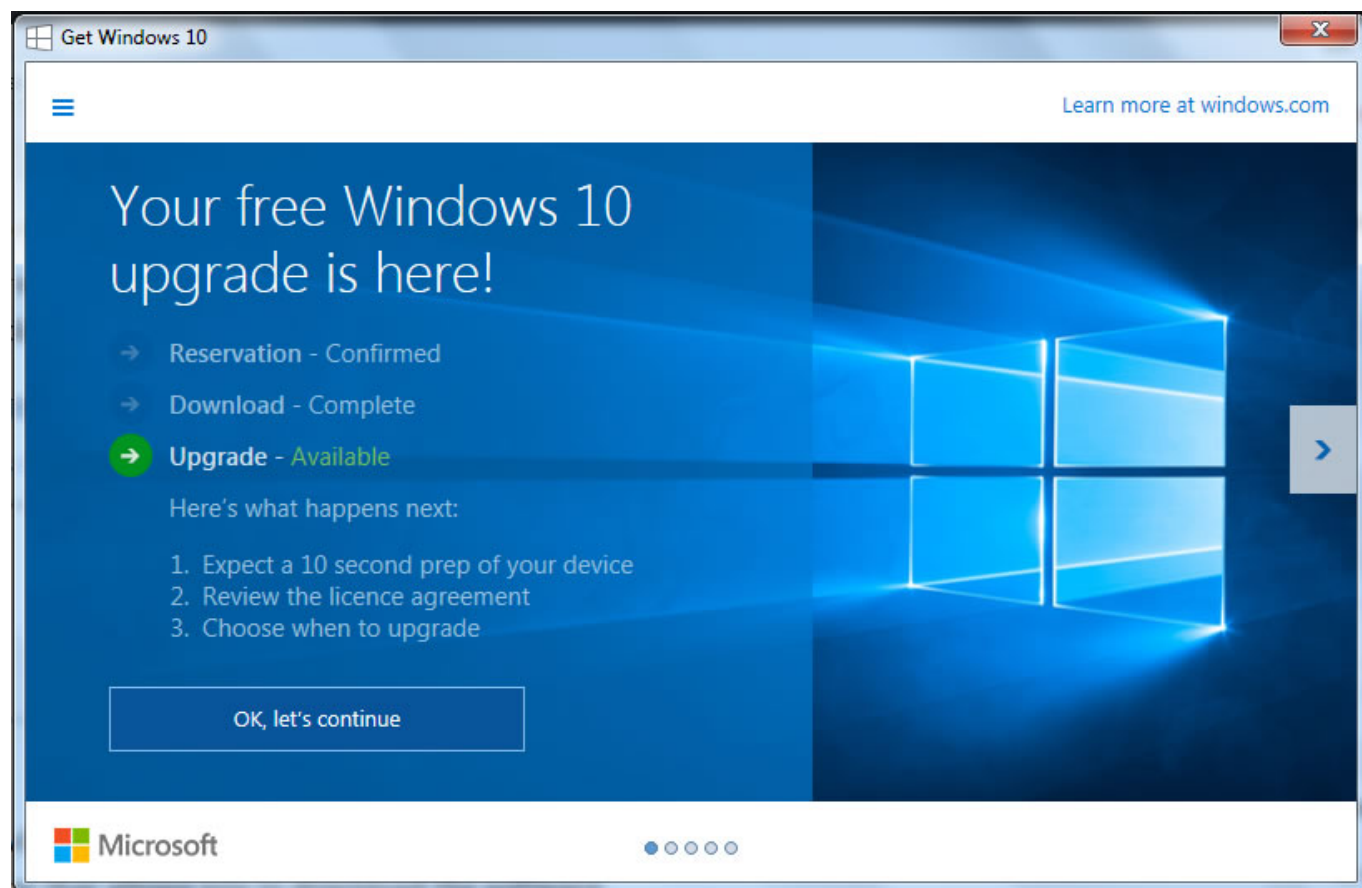 Get Windows 10
Learn more at windows.com
Your free Windows 10
upgrade is here!
Reservation - Confirmed
Download - Complete
Upgrade - Available
Here's what happens next:
1. Expect a 10 second prep of your device
2. Review the licence agreement
3. Choose when to upgrade
OK, let's continue
Microsoft